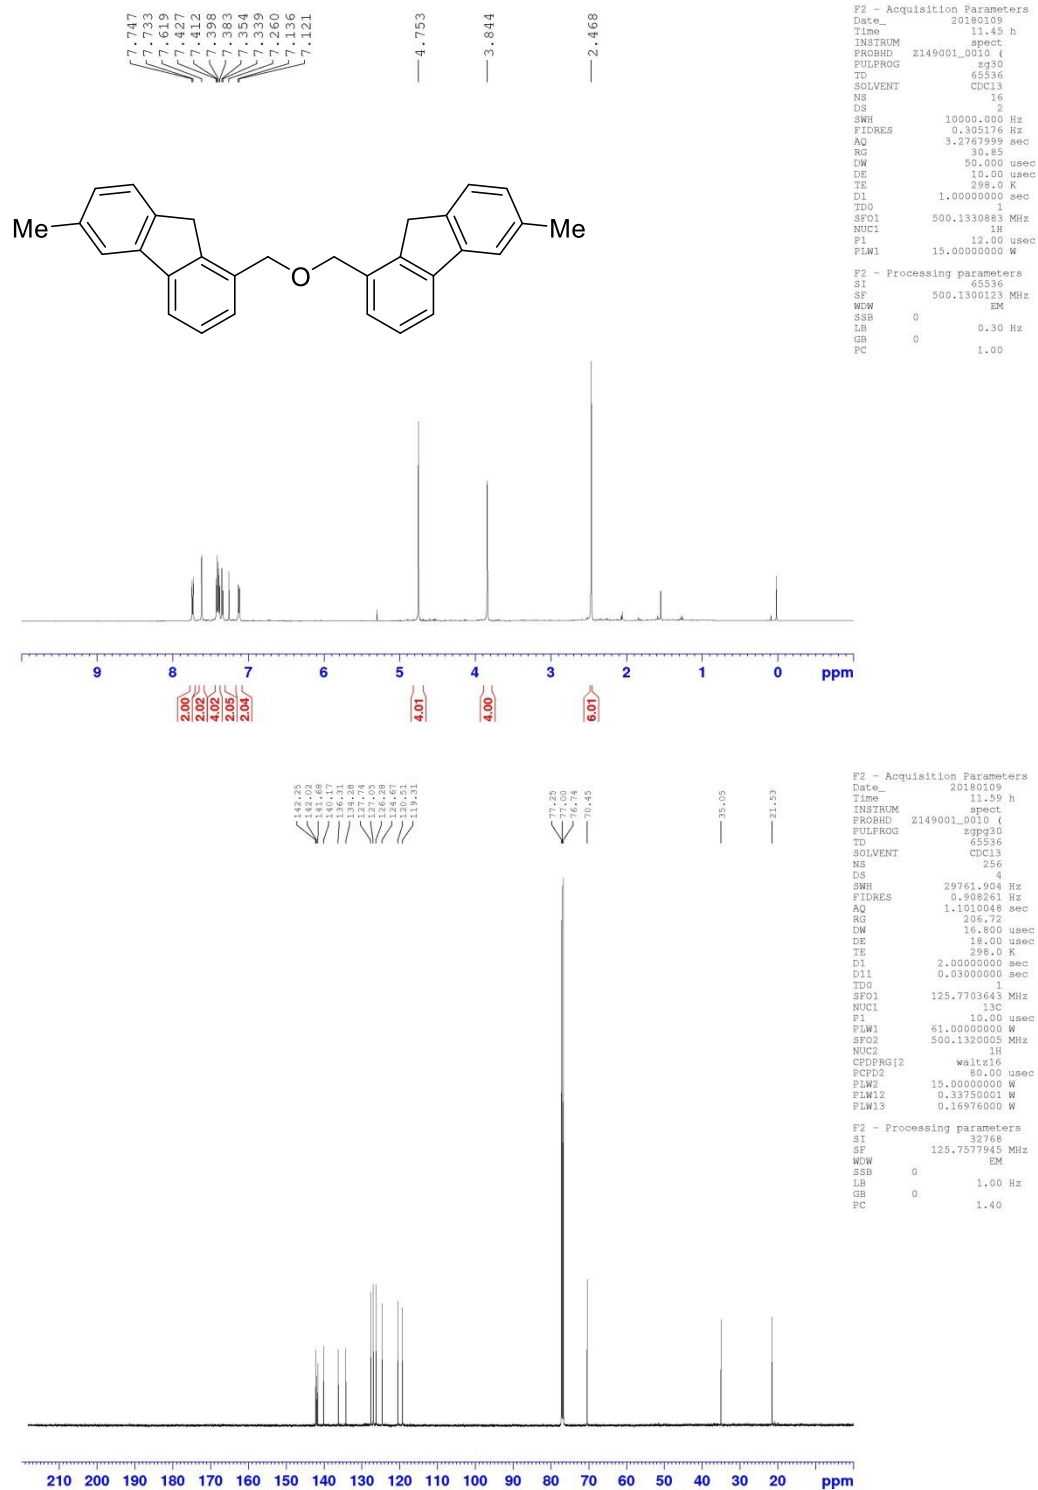 7.747
7.733
7.619
7.427
7.412
7.398
7.383
7.354
7.339
7.260
7.136
7.121
4.753
3.844
2.468
F2 - Acquisition Parameters
Date_ 20180109
Time 11.45 h
INSTRUM spect
PROBHD Z149001_0010 (
PULPROG zg30
TD 65536
SOLVENT CDCl3
NS 16
DS 2
SWH 10000.000 Hz
FIDRES 0.305176 Hz
AQ 3.2767999 sec
RG 30.85
DW 50.000 usec
DE 10.00 usec
TE 298.0 K
D1 1.00000000 sec
TD0 1
SFO1 500.1330883 MHz
NUC1 1H
P1 12.00 usec
PLW1 15.00000000 W
F2 - Processing parameters
SI 65536
SF 500.1300123 MHz
WDW EM
SSB 0
LB 0.30 Hz
GB 0
PC 1.00
Me O Me
9 8 7 6 5 4 3 2 1 0 ppm
2.00
2.02
4.02
2.05
2.04
4.01
4.00
6.01
142.25
142.02
141.68
140.17
136.31
134.28
127.74
127.05
126.28
124.67
120.51
119.31
77.25
77.00
76.74
70.45
35.05
21.53
F2 - Acquisition Parameters
Date_ 20180109
Time 11.59 h
INSTRUM spect
PROBHD Z149001_0010 (
PULPROG zgpg30
TD 65536
SOLVENT CDCl3
NS 256
DS 4
SWH 29761.904 Hz
FIDRES 0.908261 Hz
AQ 1.1010048 sec
RG 206.72
DW 16.800 usec
DE 18.00 usec
TE 298.0 K
D1 2.00000000 sec
D11 0.03000000 sec
TD0 1
SFO1 125.7703643 MHz
NUC1 13C
P1 10.00 usec
PLW1 61.00000000 W
SFO2 500.1320005 MHz
NUC2 1H
CPDPRG[2 waltz16
PCPD2 80.00 usec
PLW2 15.00000000 W
PLW12 0.33750001 W
PLW13 0.16976000 W
F2 - Processing parameters
SI 32768
SF 125.7577945 MHz
WDW EM
SSB 0
LB 1.00 Hz
GB 0
PC 1.40
210 200 190 180 170 160 150 140 130 120 110 100 90 80 70 60 50 40 30 20 ppm